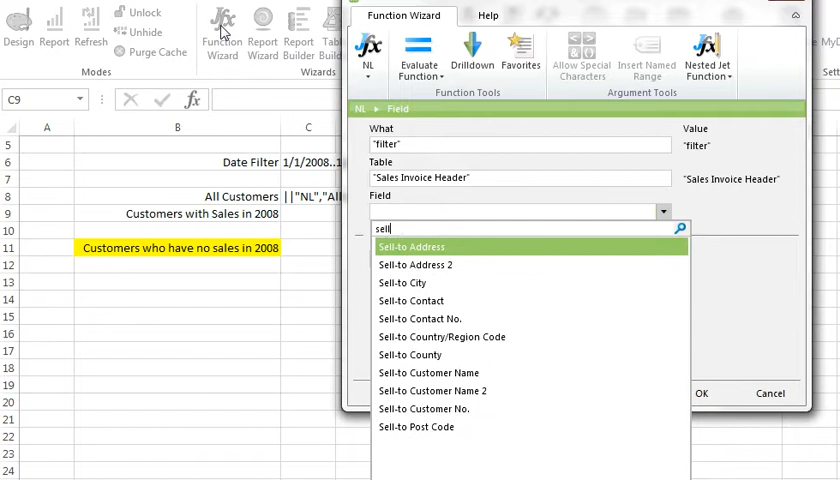 Design
Report
Refresh
Unlock
Unhide
Purge Cache
Modes
Function Wizard
Report Wizard
Report Builder
Wizards
Function Wizard
Help
NL
Evaluate Function
Drilldown
Favorites
Allow Special Characters
Insert Named Range
Nested Jet Function
Function Tools
Argument Tools
C9
fx
NL
Field
What
Value
"filter"
"filter"
Table
"Sales Invoice Header"
"Sales Invoice Header"
Field
sell
Sell-to Address
Sell-to Address 2
Sell-to City
Sell-to Contact
Sell-to Contact No.
Sell-to Country/Region Code
Sell-to County
Sell-to Customer Name
Sell-to Customer Name 2
Sell-to Customer No.
Sell-to Post Code
OK
Cancel
A
B
C
5
6
Date Filter
1/1/2008..1
7
8
All Customers
||"NL","All
9
Customers with Sales in 2008
10
11
Customers who have no sales in 2008
12
13
14
15
16
17
18
19
20
21
22
23
24